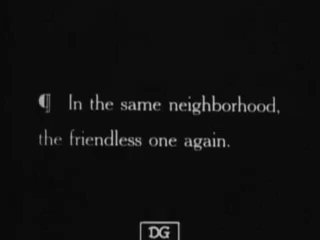 ¶ In the same neighborhood,
the friendless one again.
DG